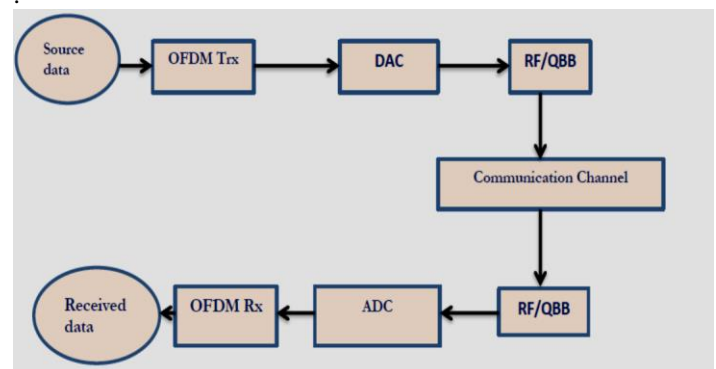 Source
data
OFDM Trx
DAC
RF/QBB
Communication Channel
RF/QBB
ADC
OFDM Rx
Received
data